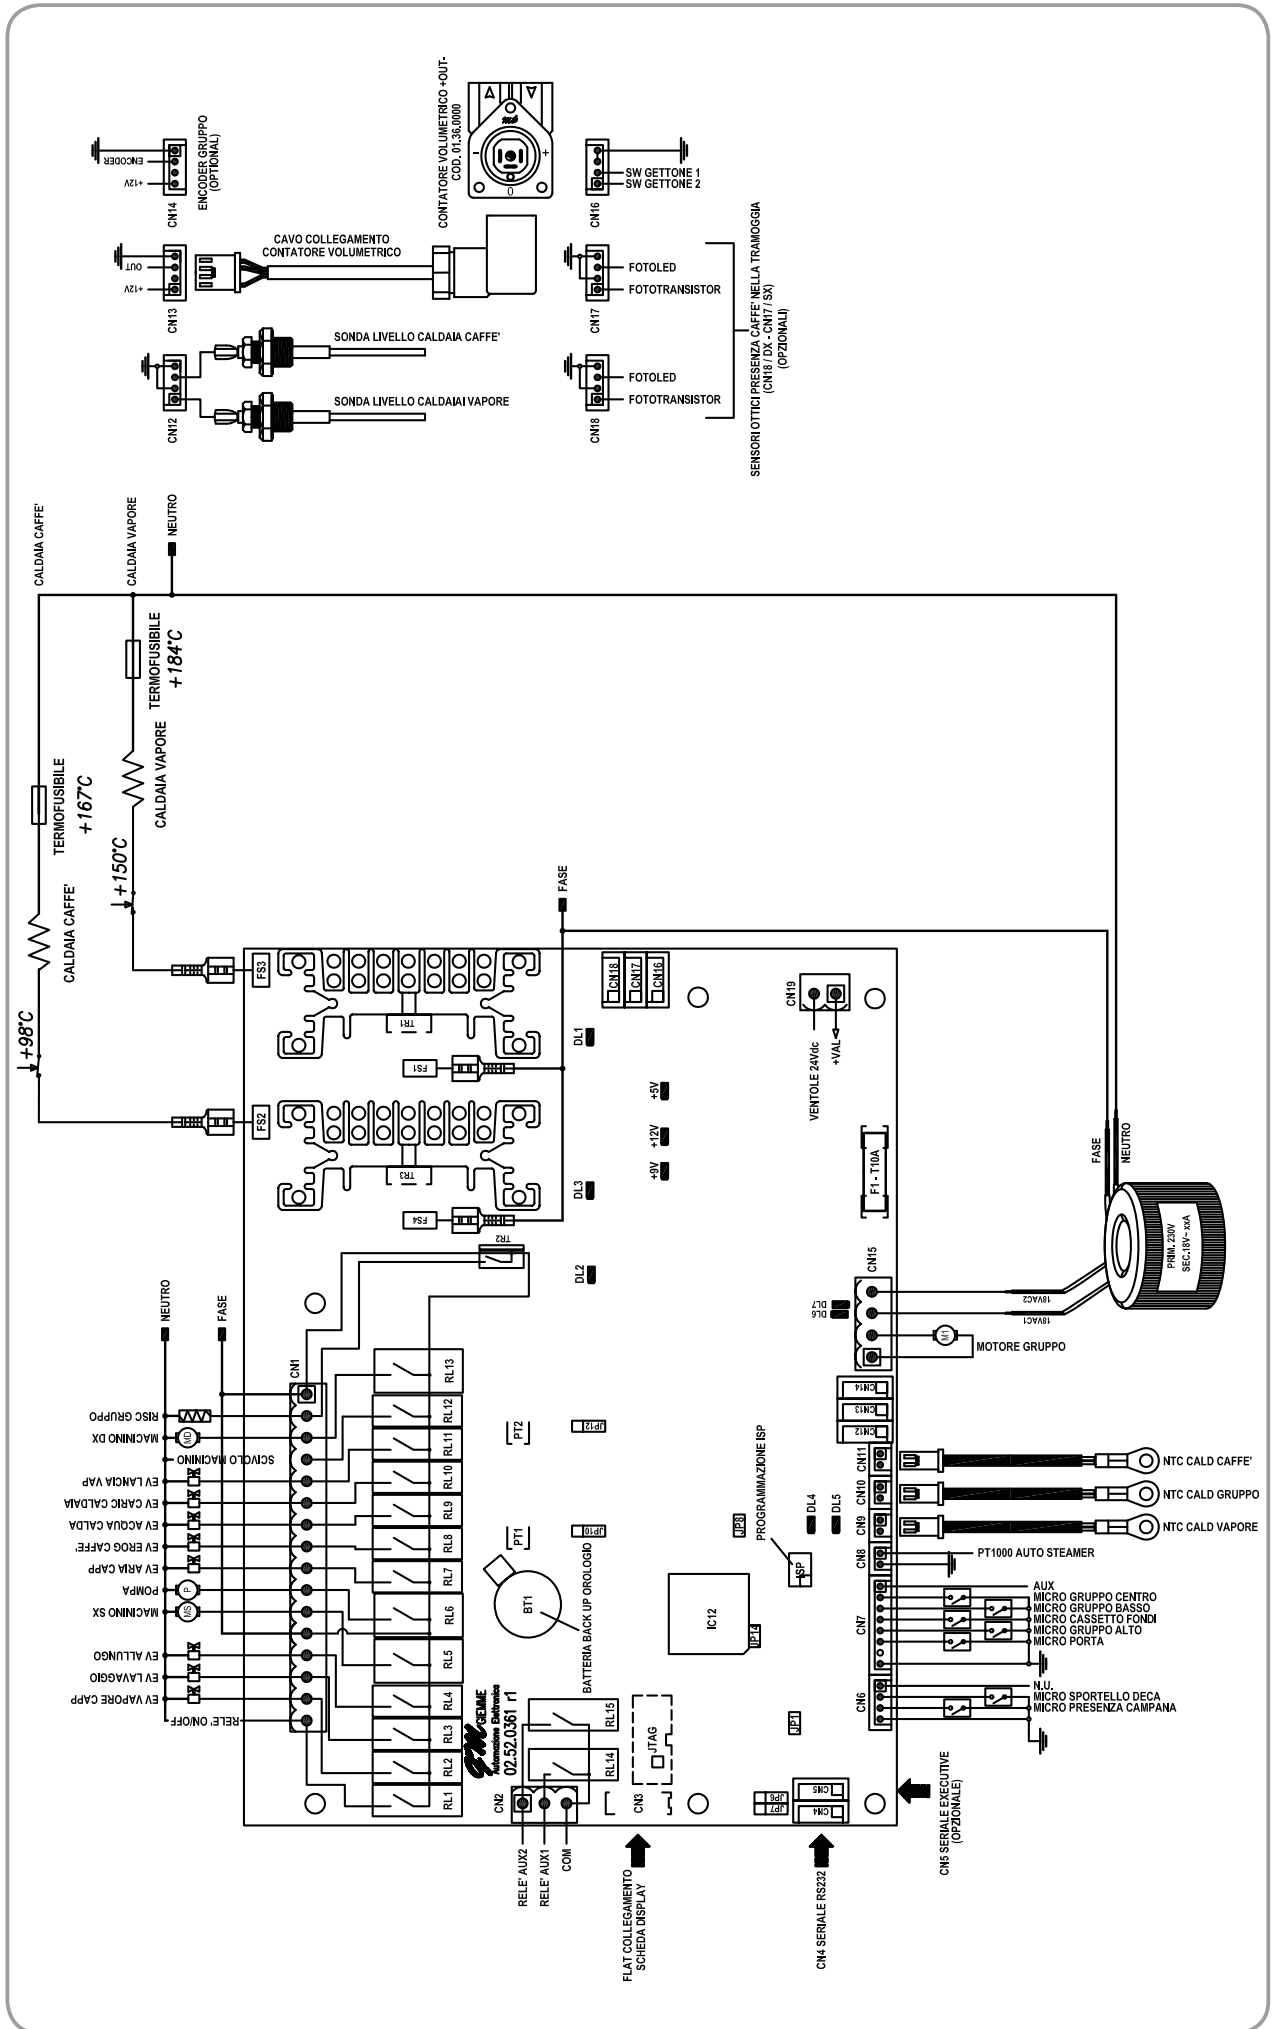 +12V
ENCODER
CN14
ENCODER GRUPPO
(OPTIONAL)
CONTATORE VOLUMETRICO +OUT-
COD. 01.36.0000
-
+
0
CN16
SW GETTONE 1
SW GETTONE 2
+12V
OUT
CN13
CAVO COLLEGAMENTO
CONTATORE VOLUMETRICO
CN17
FOTOLED
FOTOTRANSISTOR
CN12
SONDA LIVELLO CALDAIA CAFFE'
SONDA LIVELLO CALDAIAI VAPORE
CN18
FOTOLED
FOTOTRANSISTOR
SENSORI OTTICI PRESENZA CAFFE' NELLA TRAMOGGIA
(CN18 / DX - CN17 / SX)
(OPZIONALI)
CALDAIA CAFFE'
CALDAIA VAPORE
NEUTRO
TERMOFUSIBILE
+184°C
TERMOFUSIBILE
+167°C
CALDAIA VAPORE
+150°C
CALDAIA CAFFE'
+98°C
FASE
FS3
TR1
FS1
DL1
CN18
CN17
CN16
CN19
VENTOLE 24Vdc
+VAL
FS2
TR3
FS4
DL3
+5V
+12V
+9V
F1 - T10A
TR2
DL2
FASE
NEUTRO
PRIM. 230V
SEC.18V~ xxA
18VAC2
18VAC1
CN15
DL7
DL6
M1
MOTORE GRUPPO
NEUTRO
FASE
CN1
RISC GRUPPO
MACININO DX
MD
SCIVOLO MACININO
EV LANCIA VAP
EV CARIC CALDAIA
EV ACQUA CALDA
EV EROG CAFFE'
EV ARIA CAPP
POMPA
P
MACININO SX
MS
EV ALLUNGO
EV LAVAGGIO
EV VAPORE CAPP
RELE' ON/OFF
RL13
RL12
RL11
RL10
RL9
RL8
RL7
RL6
RL5
RL4
RL3
RL2
RL1
PT2
JP12
PT1
JP10
BT1
BATTERIA BACK UP OROLOGIO
JP8
PROGRAMMAZIONE ISP
ISP
DL4
DL5
IC12
JP14
CN14
CN13
CN12
CN11
CN10
CN9
CN8
CN7
CN6
NTC CALD CAFFE'
NTC CALD GRUPPO
NTC CALD VAPORE
PT1000 AUTO STEAMER
AUX
MICRO GRUPPO CENTRO
MICRO GRUPPO BASSO
MICRO CASSETTO FONDI
MICRO GRUPPO ALTO
MICRO PORTA
N.U.
MICRO SPORTELLO DECA
MICRO PRESENZA CAMPANA
gm GIEMME
Automazione Elettronica
02.52.0361 r1
RL15
RL14
JTAG
JP1
CN2
CN3
JP6
JP7
CN5
CN4
RELE' AUX2
RELE' AUX1
COM
FLAT COLLEGAMENTO
SCHEDA DISPLAY
CN4 SERIALE RS232
CN5 SERIALE EXECUTIVE
(OPZIONALE)